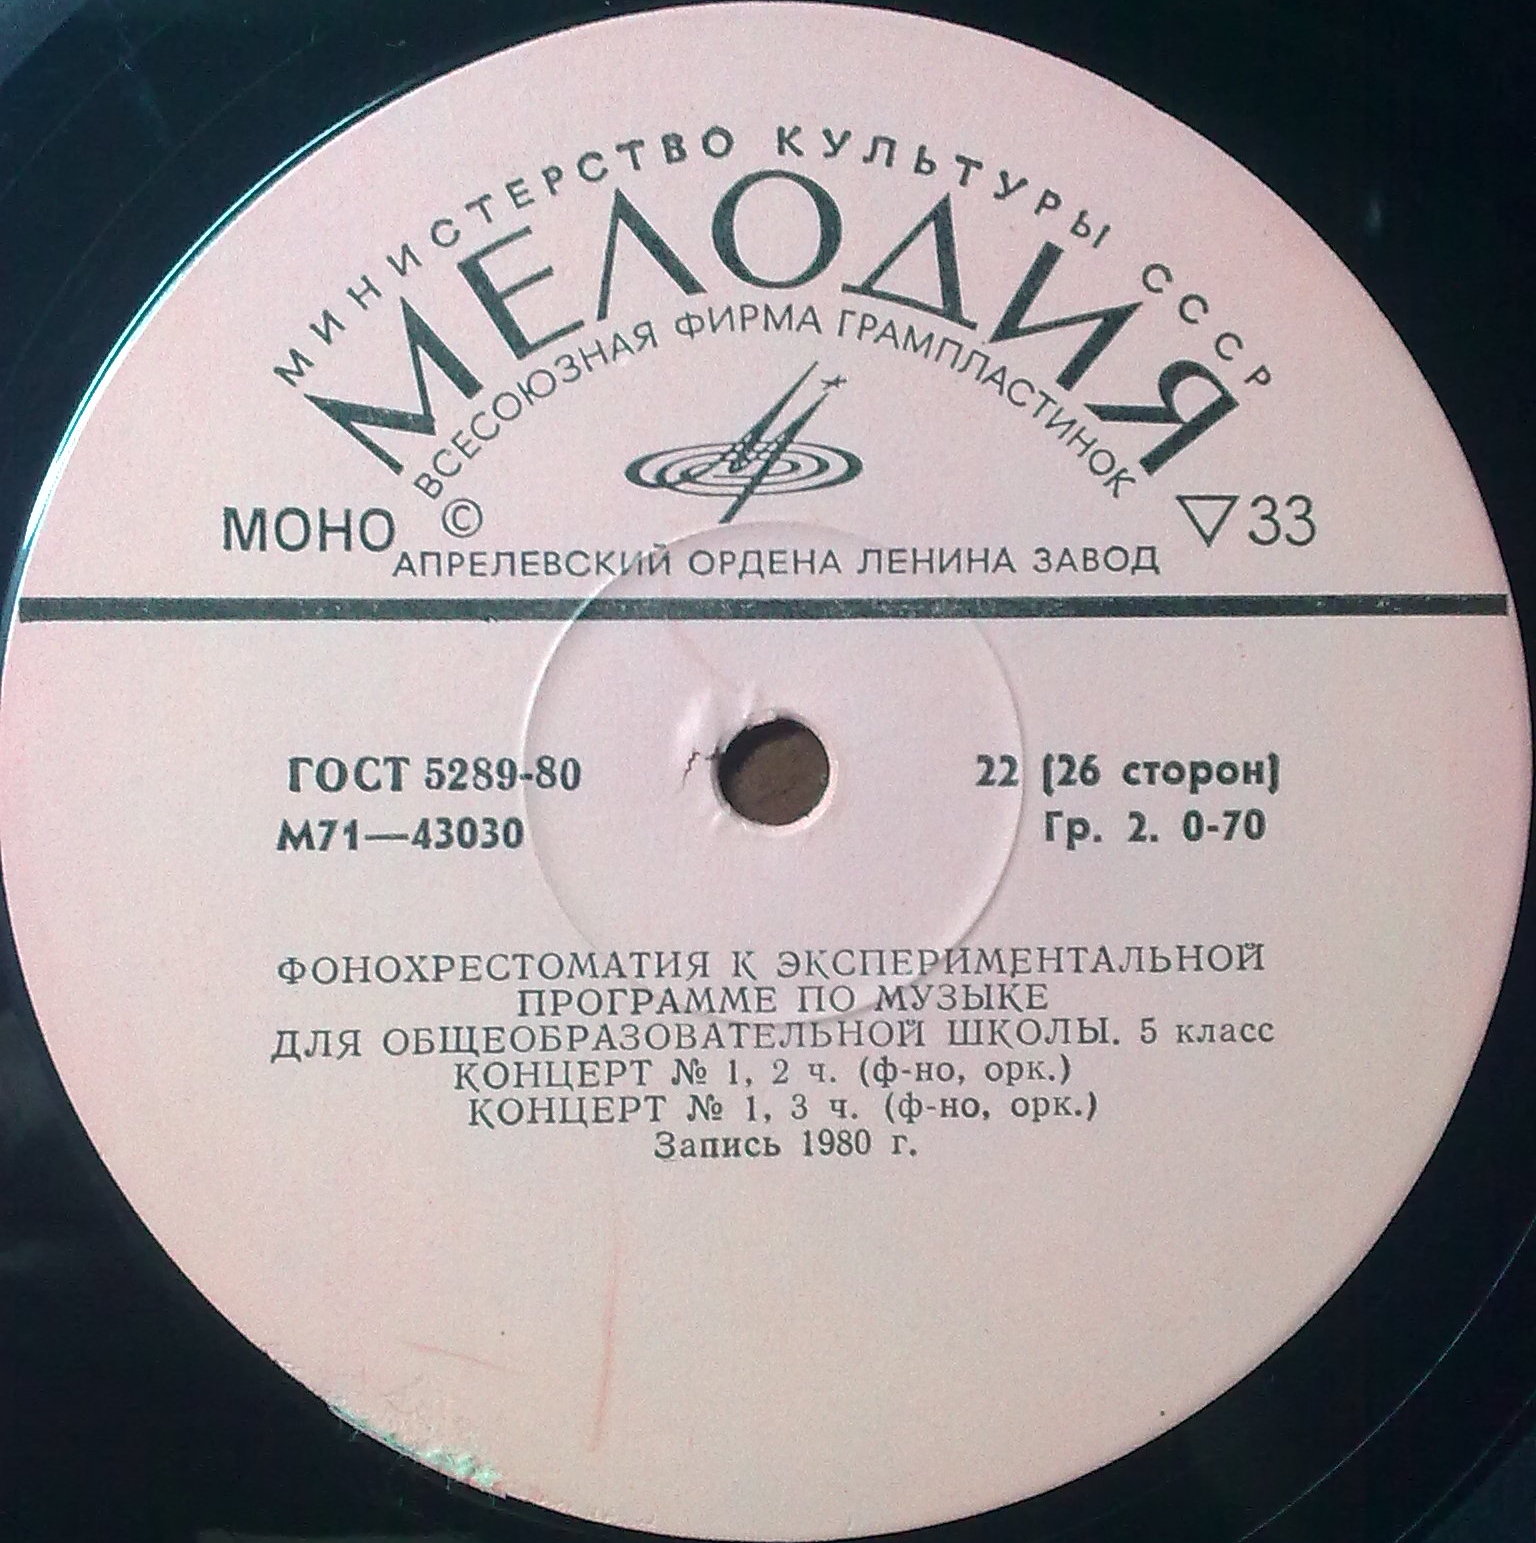 МИНИСТЕРСТВО КУЛЬТУРЫ СССР
МЕЛОДИЯ
ВСЕСОЮЗНАЯ ФИРМА ГРАМПЛАСТИНОК
МОНО © ▽ 33
АПРЕЛЕВСКИЙ ОРДЕНА ЛЕНИНА ЗАВОД
ГОСТ 5289-80 22 (26 сторон)
М71—43030 Гр. 2. 0-70
ФОНОХРЕСТОМАТИЯ К ЭКСПЕРИМЕНТАЛЬНОЙ
ПРОГРАММЕ ПО МУЗЫКЕ
ДЛЯ ОБЩЕОБРАЗОВАТЕЛЬНОЙ ШКОЛЫ. 5 класс
КОНЦЕРТ № 1, 2 ч. (ф-но, орк.)
КОНЦЕРТ № 1, 3 ч. (ф-но, орк.)
Запись 1980 г.